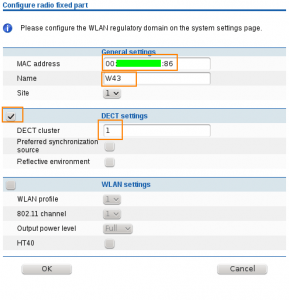 Configure radio fixed part
Please configure the WLAN regulatory domain on the system settings page.
General settings
MAC address 00: :86
Name W43
Site 1
DECT settings
DECT cluster 1
Preferred synchronization
source
Reflective environment
WLAN settings
WLAN profile 1
802.11 channel 1
Output power level Full
HT40
OK Cancel